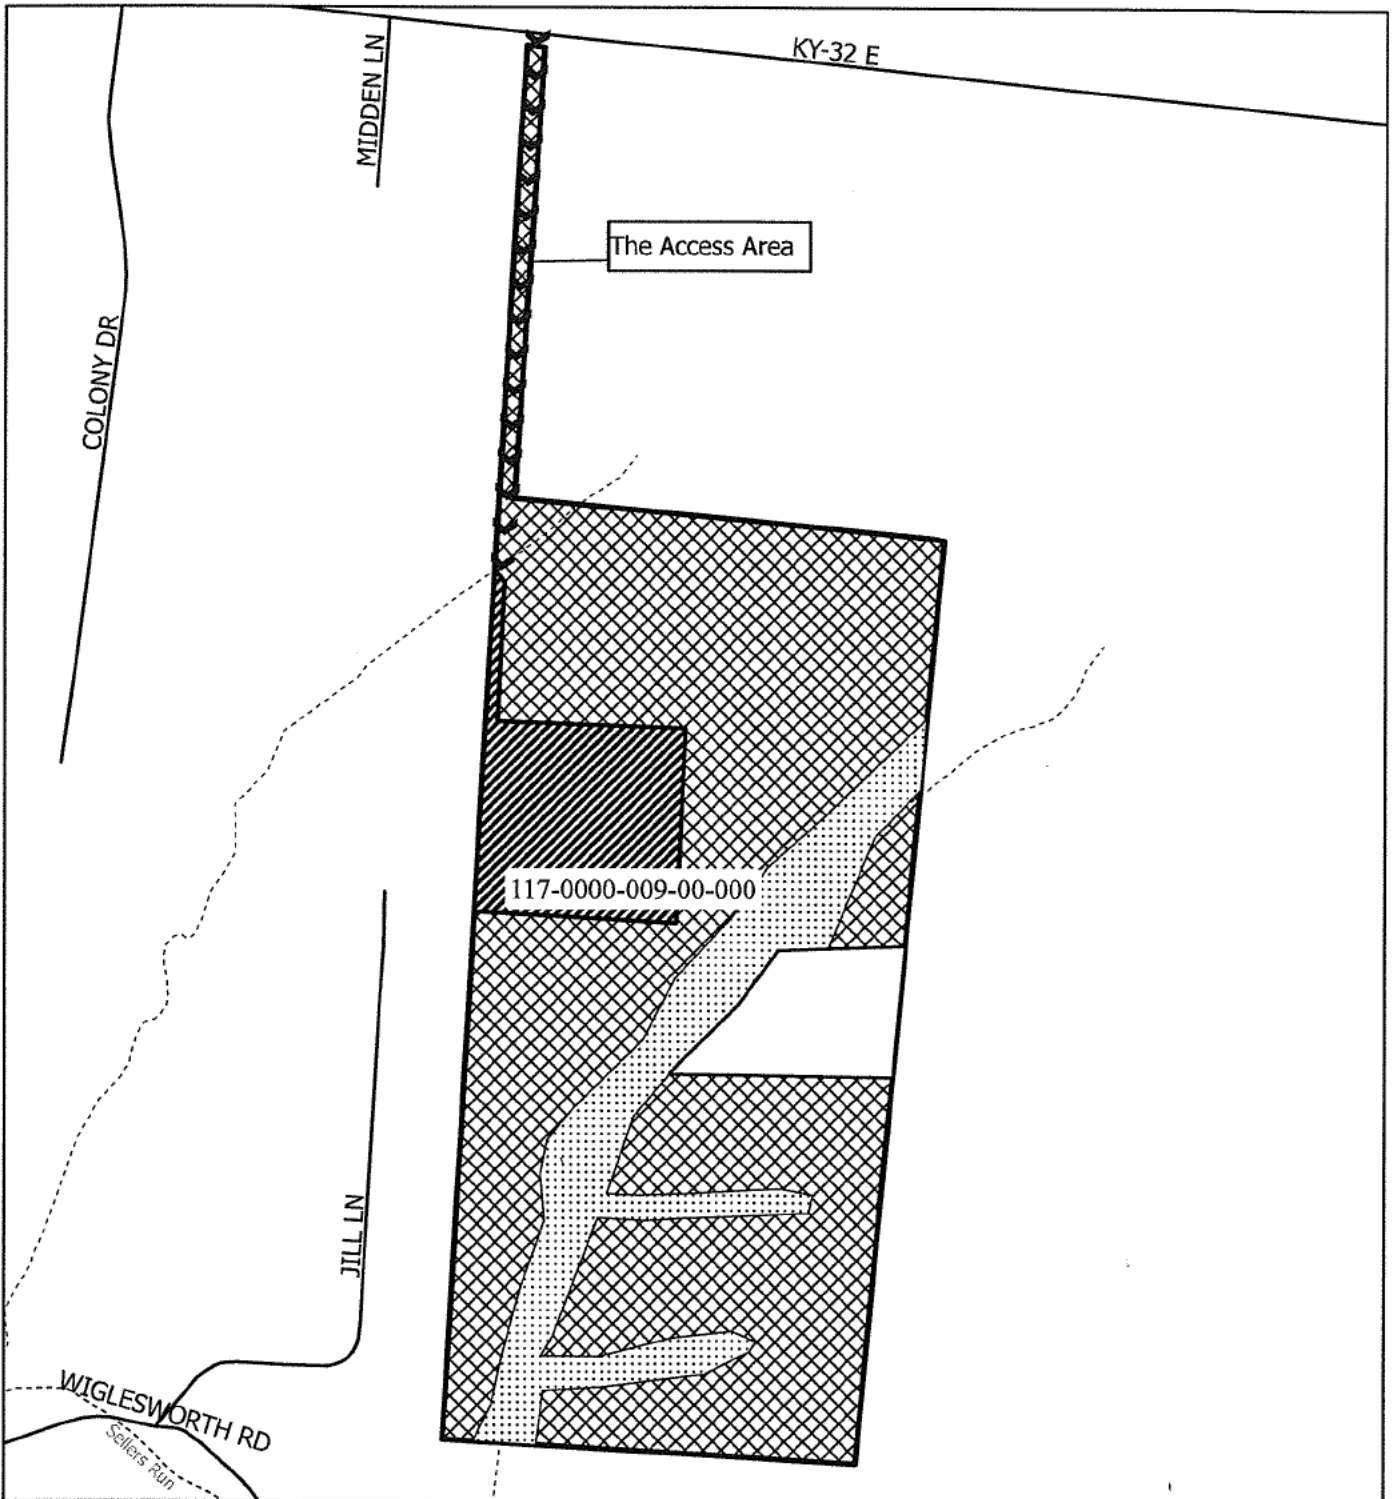 KY-32 E
MIDDEN LN
The Access Area
COLONY DR
117-0000-009-00-000
JILL LN
WIGLESWORTH RD
Sellers Run